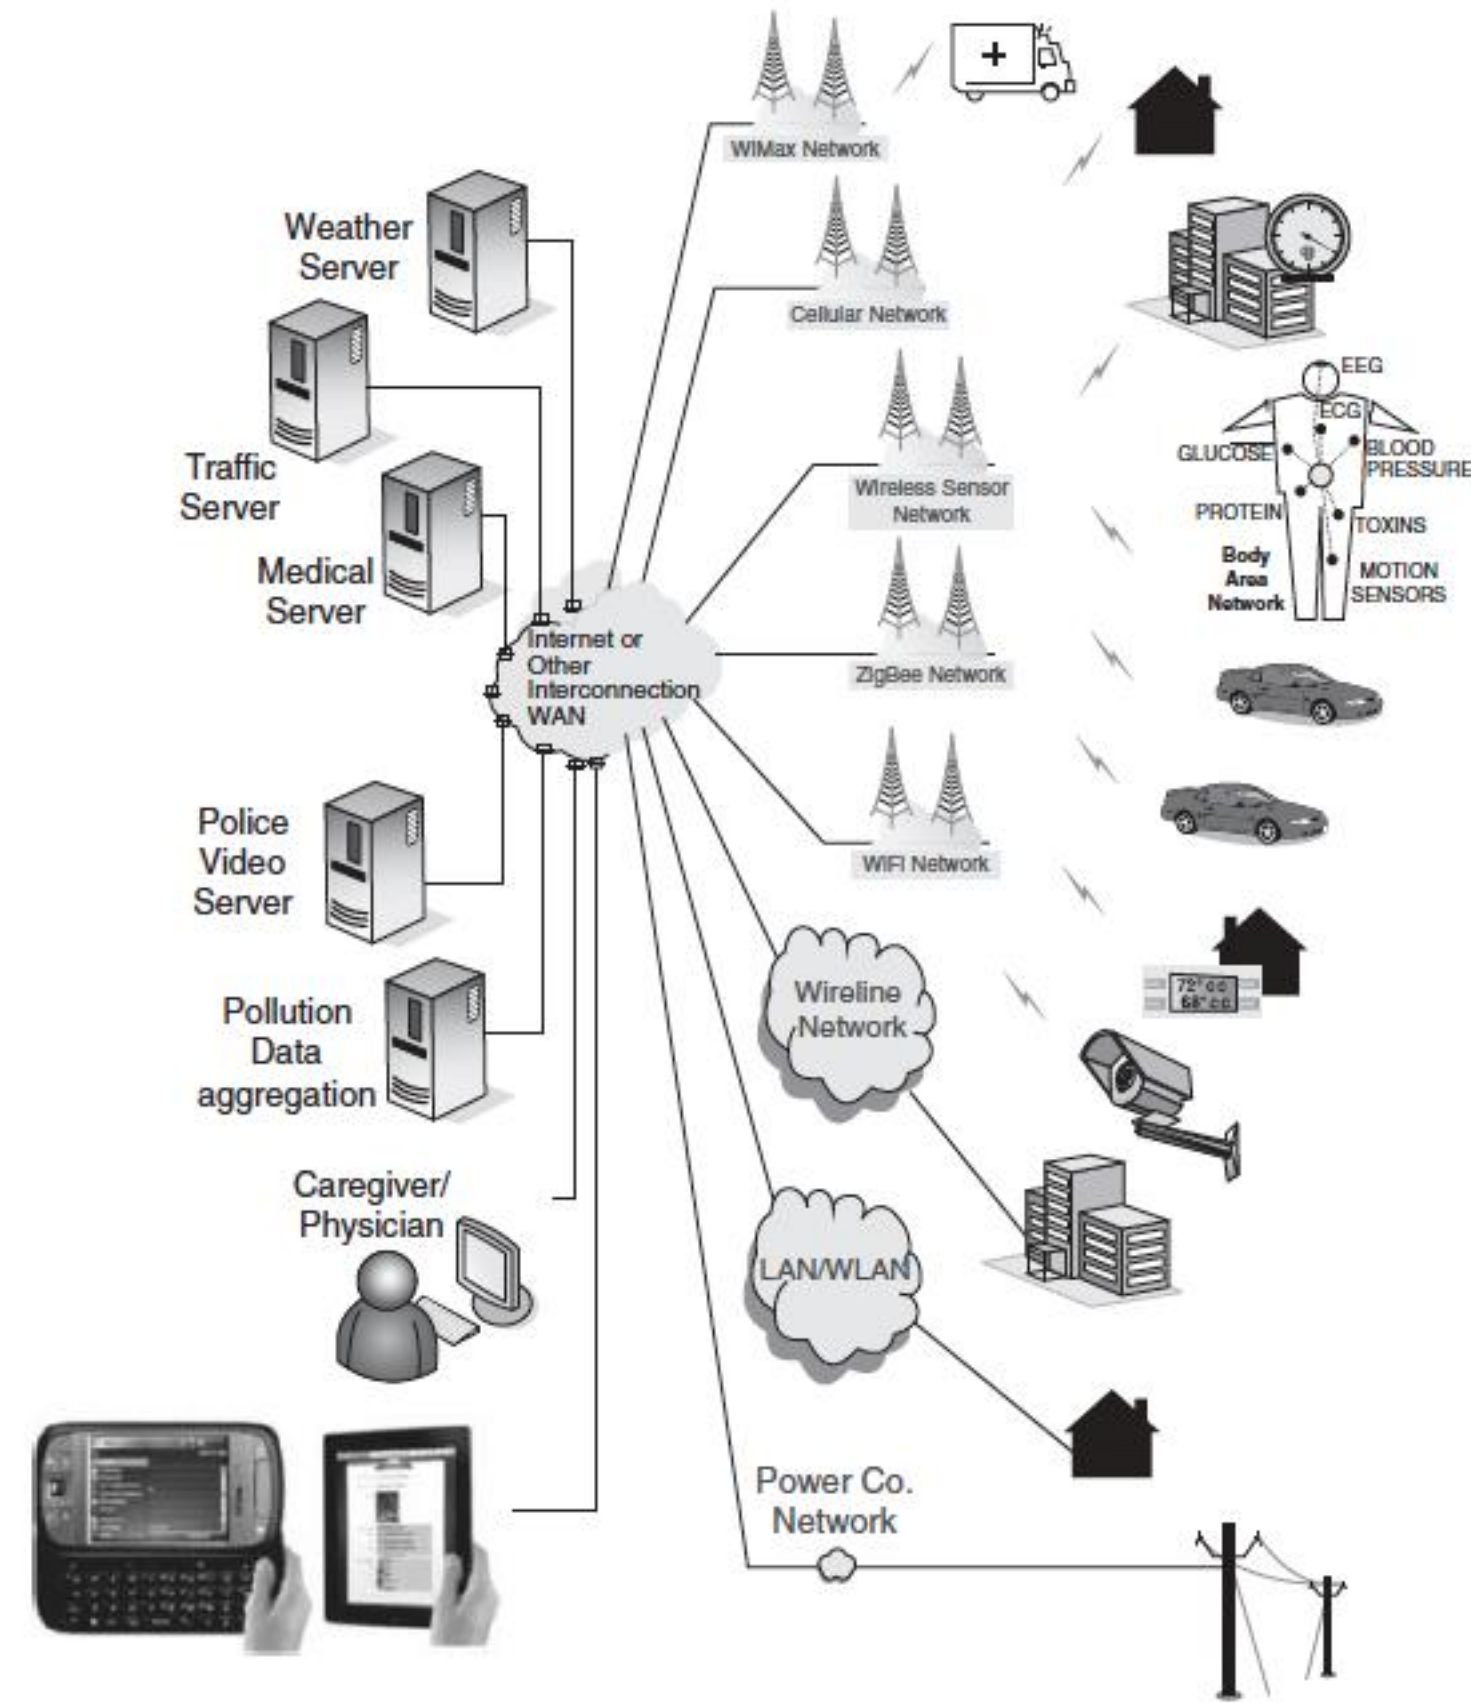 WiMax Network
Weather
Server
Cellular Network
Traffic
Server
Wireless Sensor
Network
Medical
Server
EEG
ECG
GLUCOSE
BLOOD
PRESSURE
PROTEIN
TOXINS
Body
Area
Network
MOTION
SENSORS
Internet or
Other
Interconnection
WAN
ZigBee Network
Police
Video
Server
WIFI Network
Pollution
Data
aggregation
Wireline
Network
72°
68°
Caregiver/
Physician
LAN/WLAN
Power Co.
Network